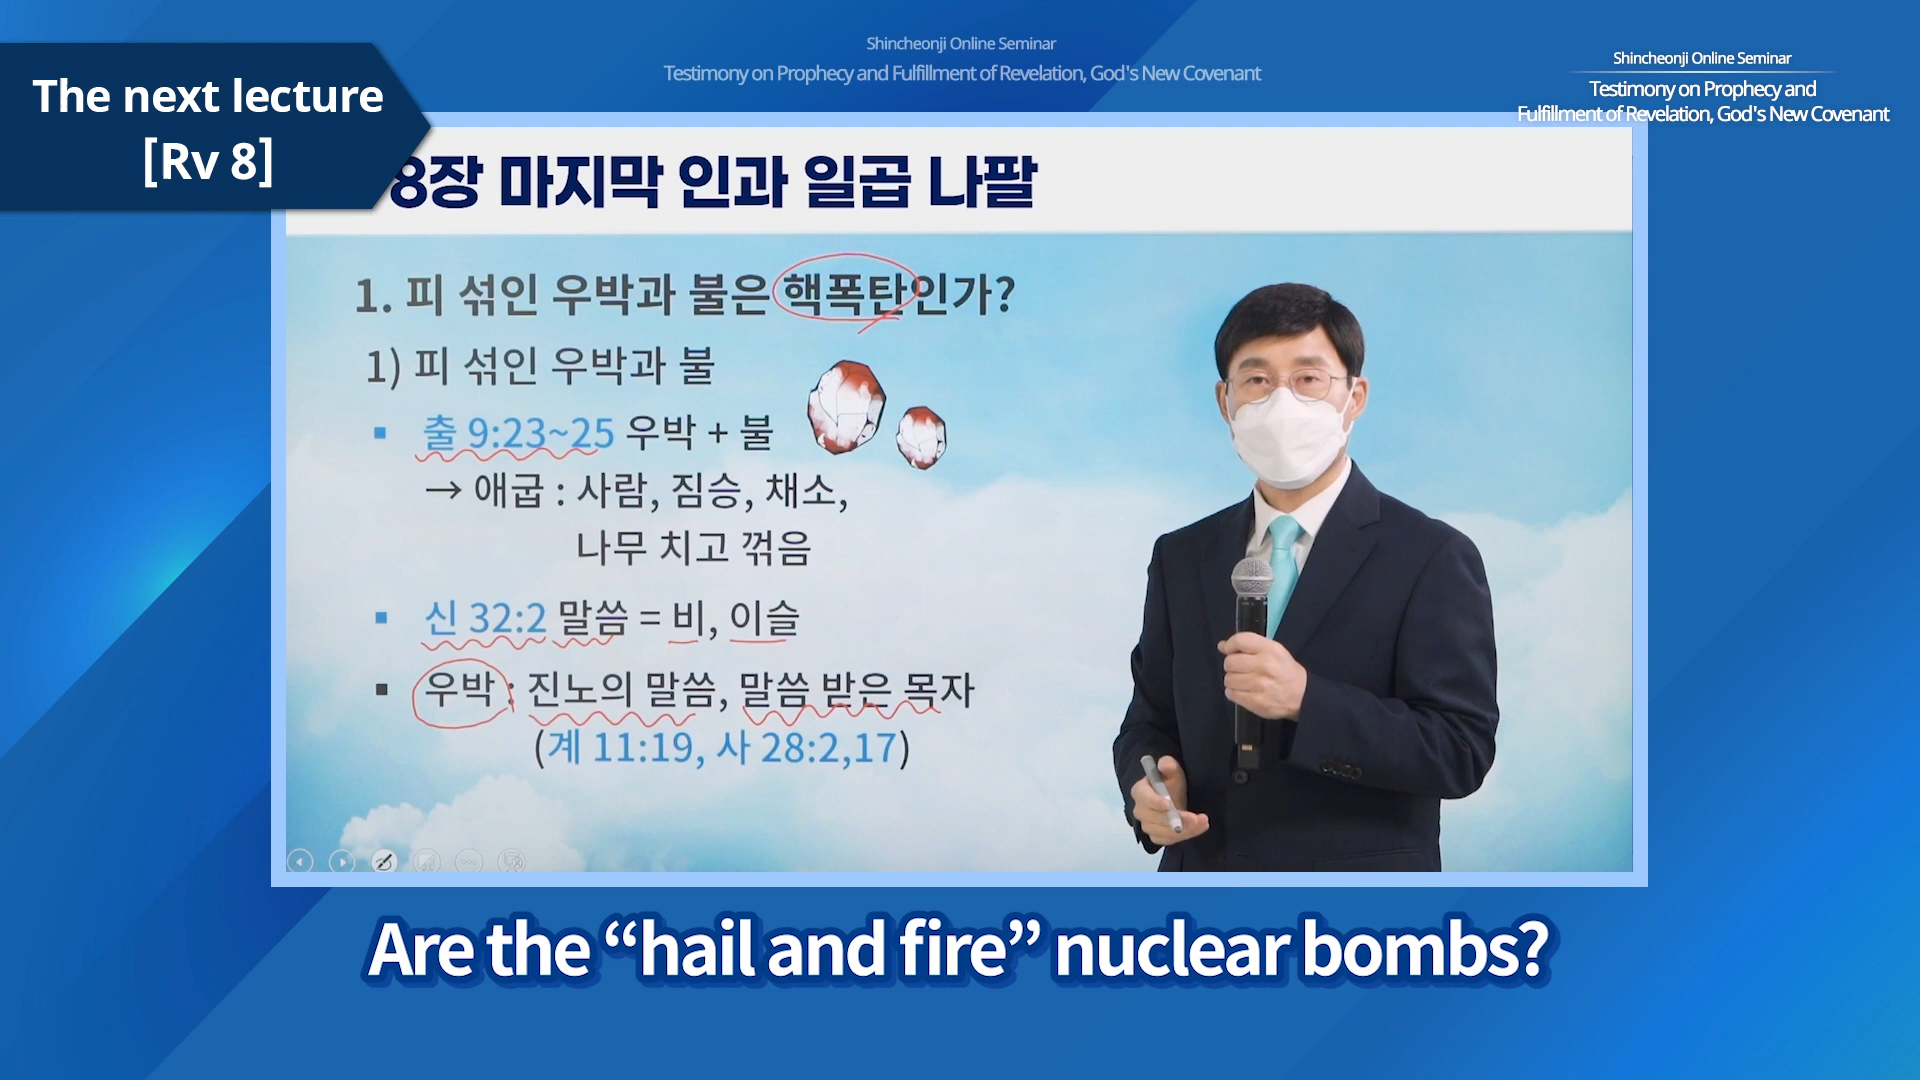 Shincheonji Online Seminar
Testimony on Prophecy and Fulfillment of Revelation, God's New Covenant
Shincheonji Online Seminar
Testimony on Prophecy and
Fulfillment of Revelation, God's New Covenant
The next lecture
[Rv 8]
8장 마지막 인과 일곱 나팔
1. 피 섞인 우박과 불은 핵폭탄인가?
1) 피 섞인 우박과 불
▪ 출 9:23~25 우박 + 불
→ 애굽 : 사람, 짐승, 채소,
나무 치고 꺾음
▪ 신 32:2 말씀 = 비, 이슬
▪ 우박 : 진노의 말씀, 말씀 받은 목자
(계 11:19, 사 28:2,17)
Are the “hail and fire” nuclear bombs?